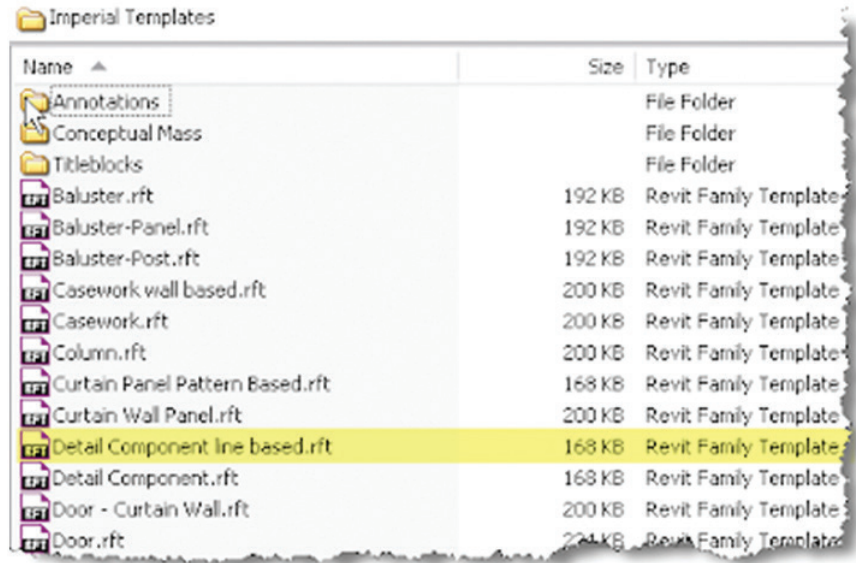 Imperial Templates
Name Size Type
Annotations File Folder
Conceptual Mass File Folder
Titleblocks File Folder
Baluster.rft 192 KB Revit Family Template
Baluster-Panel.rft 192 KB Revit Family Template
Baluster-Post.rft 192 KB Revit Family Template
Casework wall based.rft 200 KB Revit Family Template
Casework.rft 200 KB Revit Family Template
Column.rft 200 KB Revit Family Template
Curtain Panel Pattern Based.rft 168 KB Revit Family Template
Curtain Wall Panel.rft 200 KB Revit Family Template
Detail Component line based.rft 168 KB Revit Family Template
Detail Component.rft 168 KB Revit Family Template
Door - Curtain Wall.rft 200 KB Revit Family Template
Door.rft 224 KB Revit Family Template